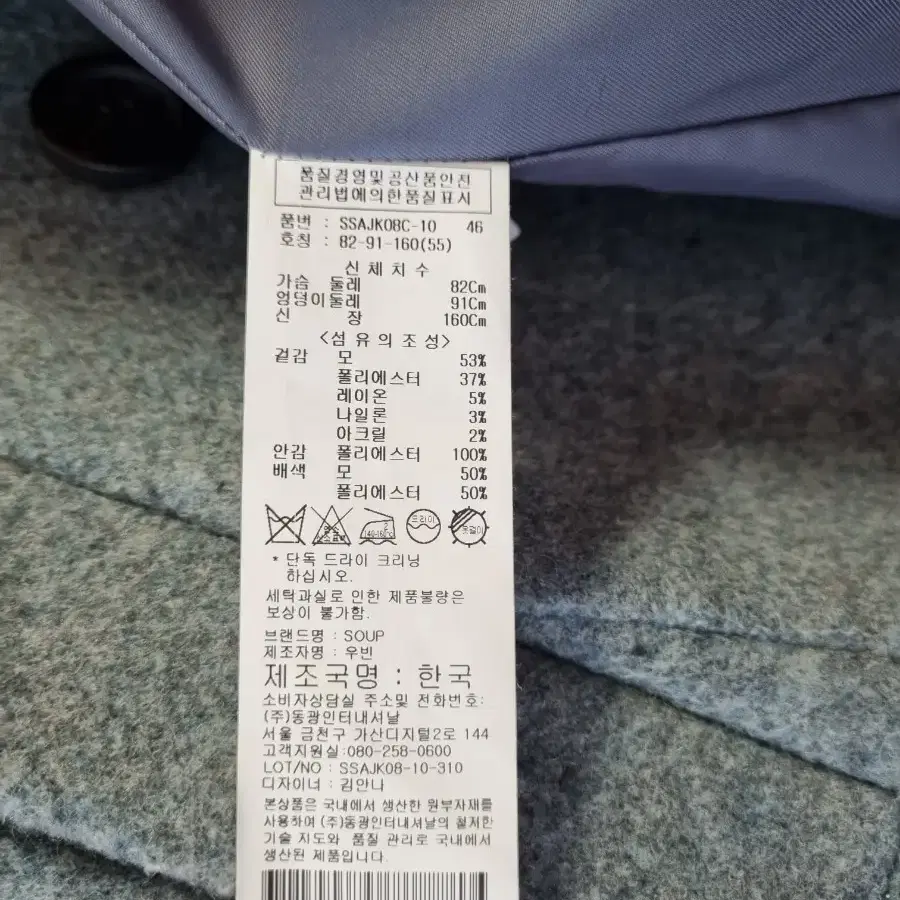 품질경영및 공산품안전
관리법에의한품질표시
품번 : SSAJK08C-10 46
호칭 : 82-91-160(55)
신 체 치 수
가슴 둘레 82Cm
엉덩이둘레 91Cm
신 장 160Cm
<섬 유 의 조 성>
겉감 모 53%
폴리에스터 37%
레이온 5%
나일론 3%
아크릴 2%
안감 폴리에스터 100%
배색 모 50%
폴리에스터 50%
드라이
옷걸이
* 단독 드라이 크리닝
하십시오.
세탁과실로 인한 제품불량은
보상이 불가함.
브랜드명 : SOUP
제조자명 : 우빈
제조국명 : 한국
소비자상담실 주소및 전화번호:
(주)동광인터내셔날
서울 금천구 가산디지털2로 144
고객지원실:080-258-0600
LOT/NO : SSAJK08-10-310
디자이너 : 김안나
본상품은 국내에서 생산한 원부자재를
사용하여 (주)동광인터내셔날의 철저한
기술 지도와 품질 관리로 국내에서
생산된 제품입니다.